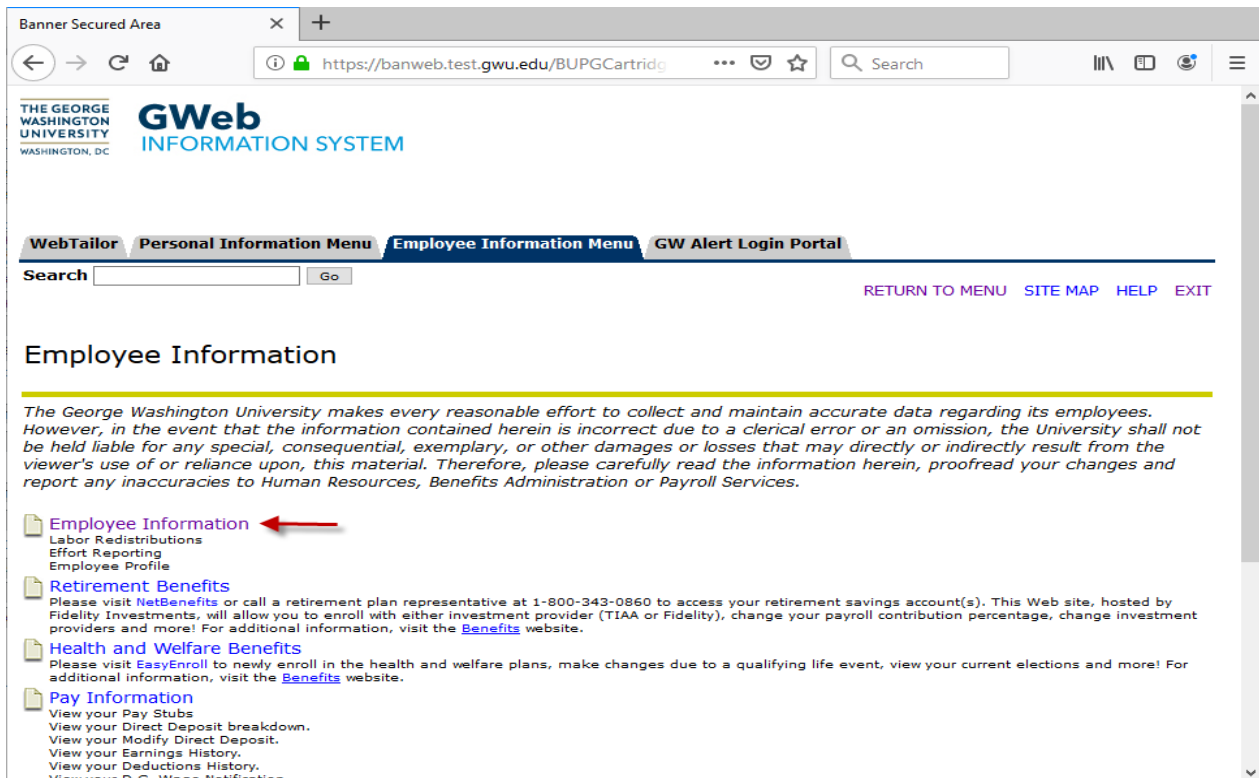 Banner Secured Area
https://banweb.test.gwu.edu/BUPGCartridg
Search
THE GEORGE
WASHINGTON
UNIVERSITY
WASHINGTON, DC
GWeb
INFORMATION SYSTEM
WebTailor Personal Information Menu Employee Information Menu GW Alert Login Portal
Search Go
RETURN TO MENU SITE MAP HELP EXIT
Employee Information
The George Washington University makes every reasonable effort to collect and maintain accurate data regarding its employees.
However, in the event that the information contained herein is incorrect due to a clerical error or an omission, the University shall not
be held liable for any special, consequential, exemplary, or other damages or losses that may directly or indirectly result from the
viewer's use of or reliance upon, this material. Therefore, please carefully read the information herein, proofread your changes and
report any inaccuracies to Human Resources, Benefits Administration or Payroll Services.
Employee Information
Labor Redistributions
Effort Reporting
Employee Profile
Retirement Benefits
Please visit NetBenefits or call a retirement plan representative at 1-800-343-0860 to access your retirement savings account(s). This Web site, hosted by
Fidelity Investments, will allow you to enroll with either investment provider (TIAA or Fidelity), change your payroll contribution percentage, change investment
providers and more! For additional information, visit the Benefits website.
Health and Welfare Benefits
Please visit EasyEnroll to newly enroll in the health and welfare plans, make changes due to a qualifying life event, view your current elections and more! For
additional information, visit the Benefits website.
Pay Information
View your Pay Stubs
View your Direct Deposit breakdown.
View your Modify Direct Deposit.
View your Earnings History.
View your Deductions History.
View your D.C. Wage Notification